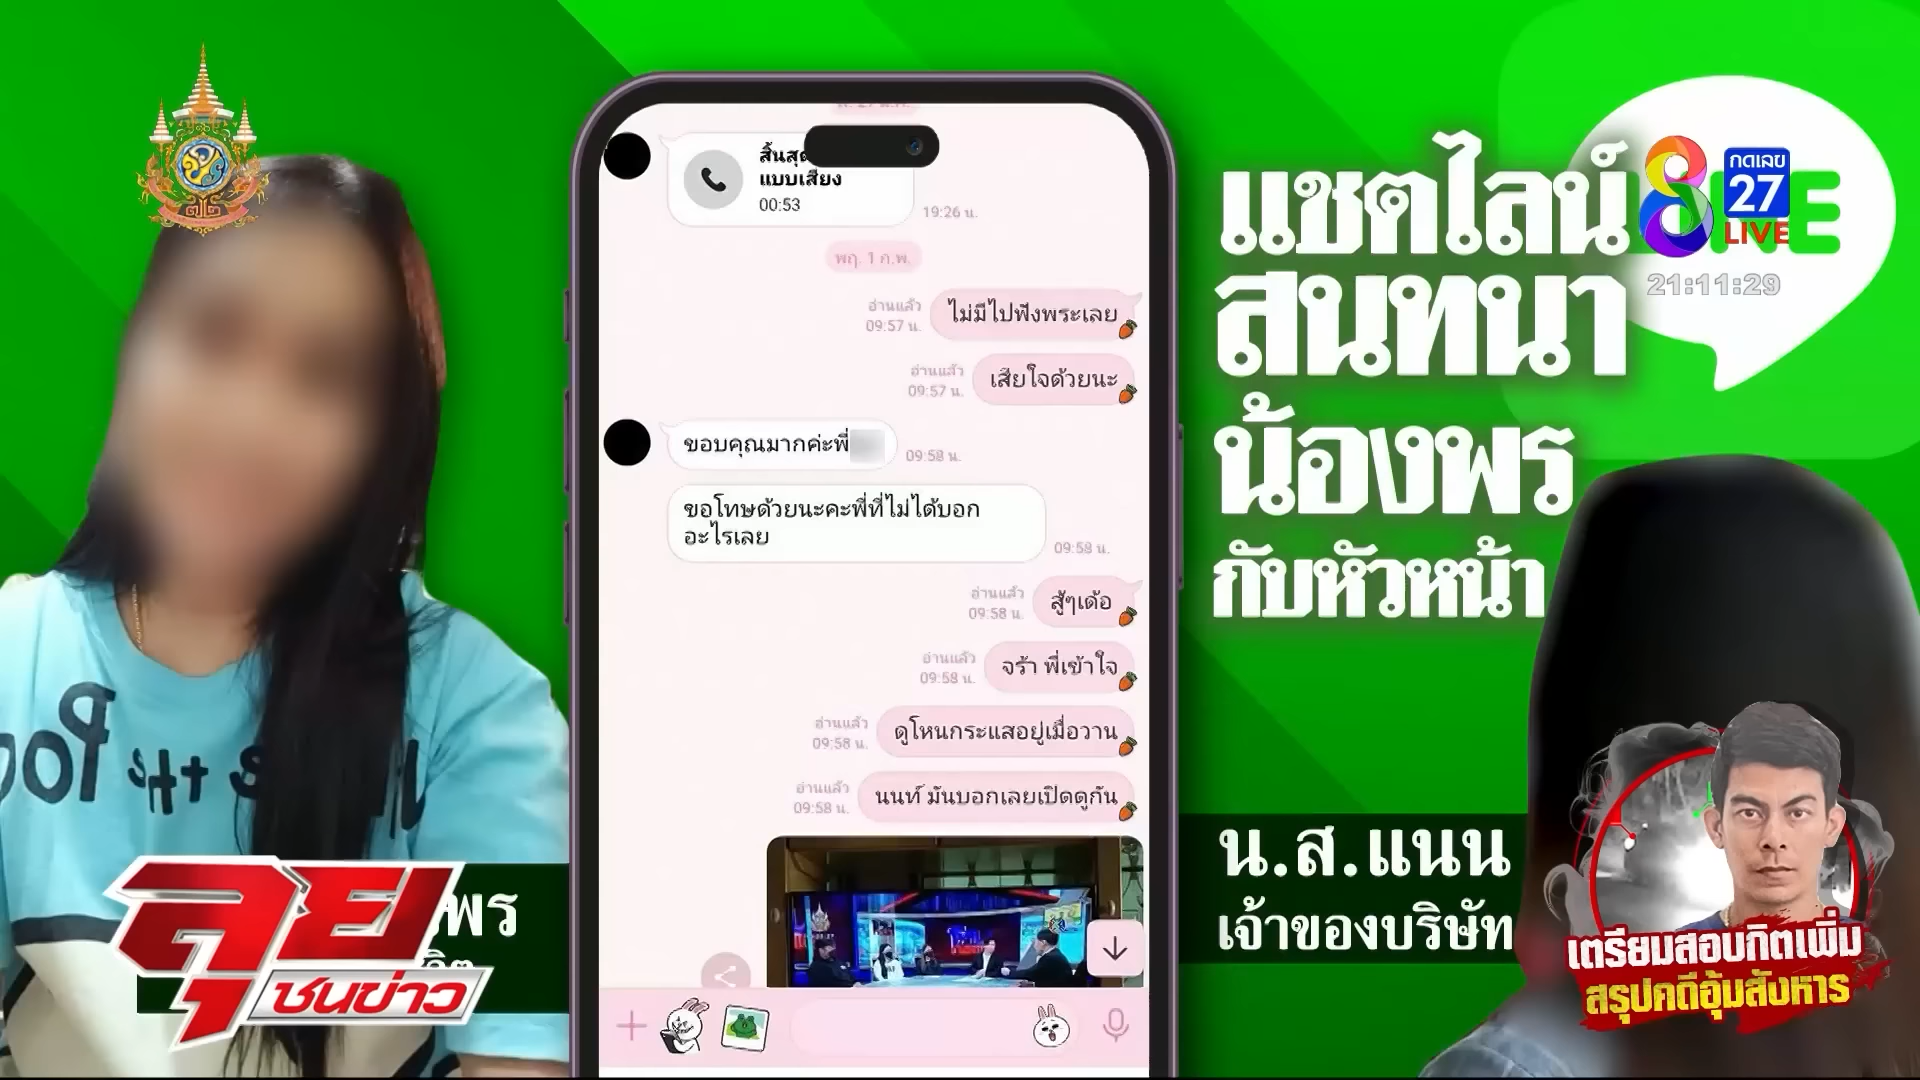 สิ้นสุด
แบบเสียง
00:53
19:26 น.
พฤ. 1 ก.พ.
ไม่มีไปฟังพระเลย
อ่านแล้ว
09:57 น.
เสียใจด้วยนะ
อ่านแล้ว
09:57 น.
ขอบคุณมากค่ะพี่
09:58 น.
ขอโทษด้วยนะคะพี่ที่ไม่ได้บอก
อะไรเลย
09:58 น.
สู้ๆเด้อ
อ่านแล้ว
09:58 น.
จร้า พี่เข้าใจ
อ่านแล้ว
09:58 น.
ดูโหนกระแสอยู่เมื่อวาน
อ่านแล้ว
09:58 น.
นนท์ มันบอกเลยเปิดดูกัน
อ่านแล้ว
09:58 น.
แชตไลน์
สนทนา
น้องพร
กับหัวหน้า
8
กดเลข
27
LIVE
21:11:29
น.ส.แนน
เจ้าของบริษัท
พร
ลุย
ชนข่าว
เตรียมสอบกิตเพิ่ม
สรุปคดีอุ้มสังหาร